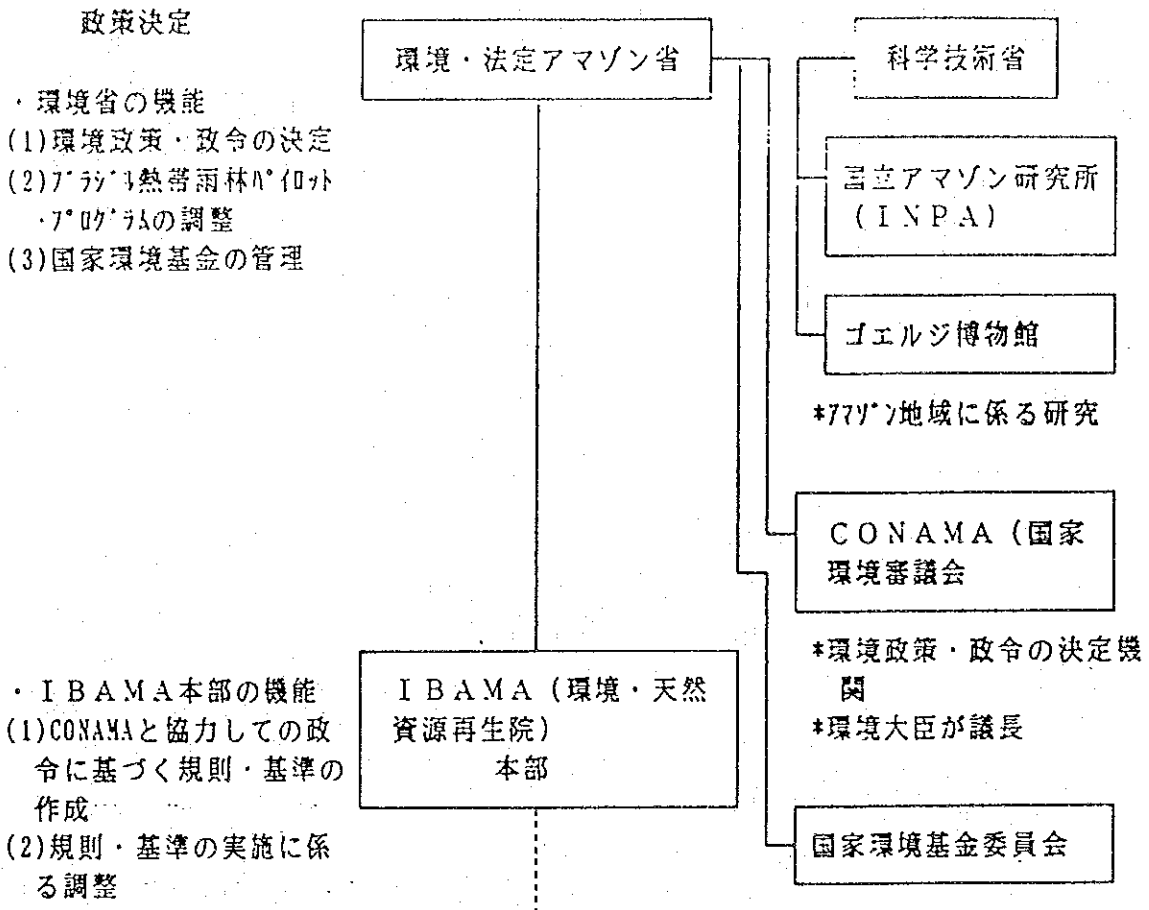 政策決定
・環境省の機能
(1)環境政策・政令の決定
(2)ﾌﾞﾗｼﾞﾙ熱帯雨林ﾊﾟｲﾛｯﾄ
・ﾌﾟﾛｸﾞﾗﾑの調整
(3)国家環境基金の管理
環境・法定アマゾン省
科学技術省
国立アマゾン研究所
(INPA)
ゴエルジ博物館
*ｱﾏｿﾞﾝ地域に係る研究
CONAMA(国家
環境審議会
*環境政策・政令の決定機
関
*環境大臣が議長
・IBAMA本部の機能
(1)CONAMAと協力しての政
令に基づく規則・基準の
作成
(2)規則・基準の実施に係
る調整
IBAMA(環境・天然
資源再生院)
本部
国家環境基金委員会